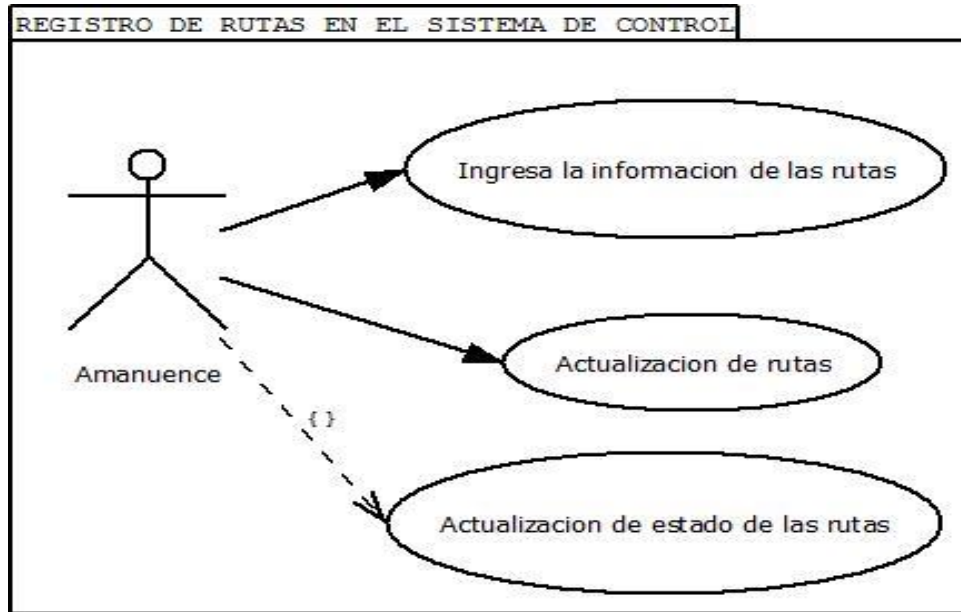 REGISTRO DE RUTAS EN EL SISTEMA DE CONTROL
Ingresa la informacion de las rutas
Actualizacion de rutas
Amanuence
{ }
Actualizacion de estado de las rutas